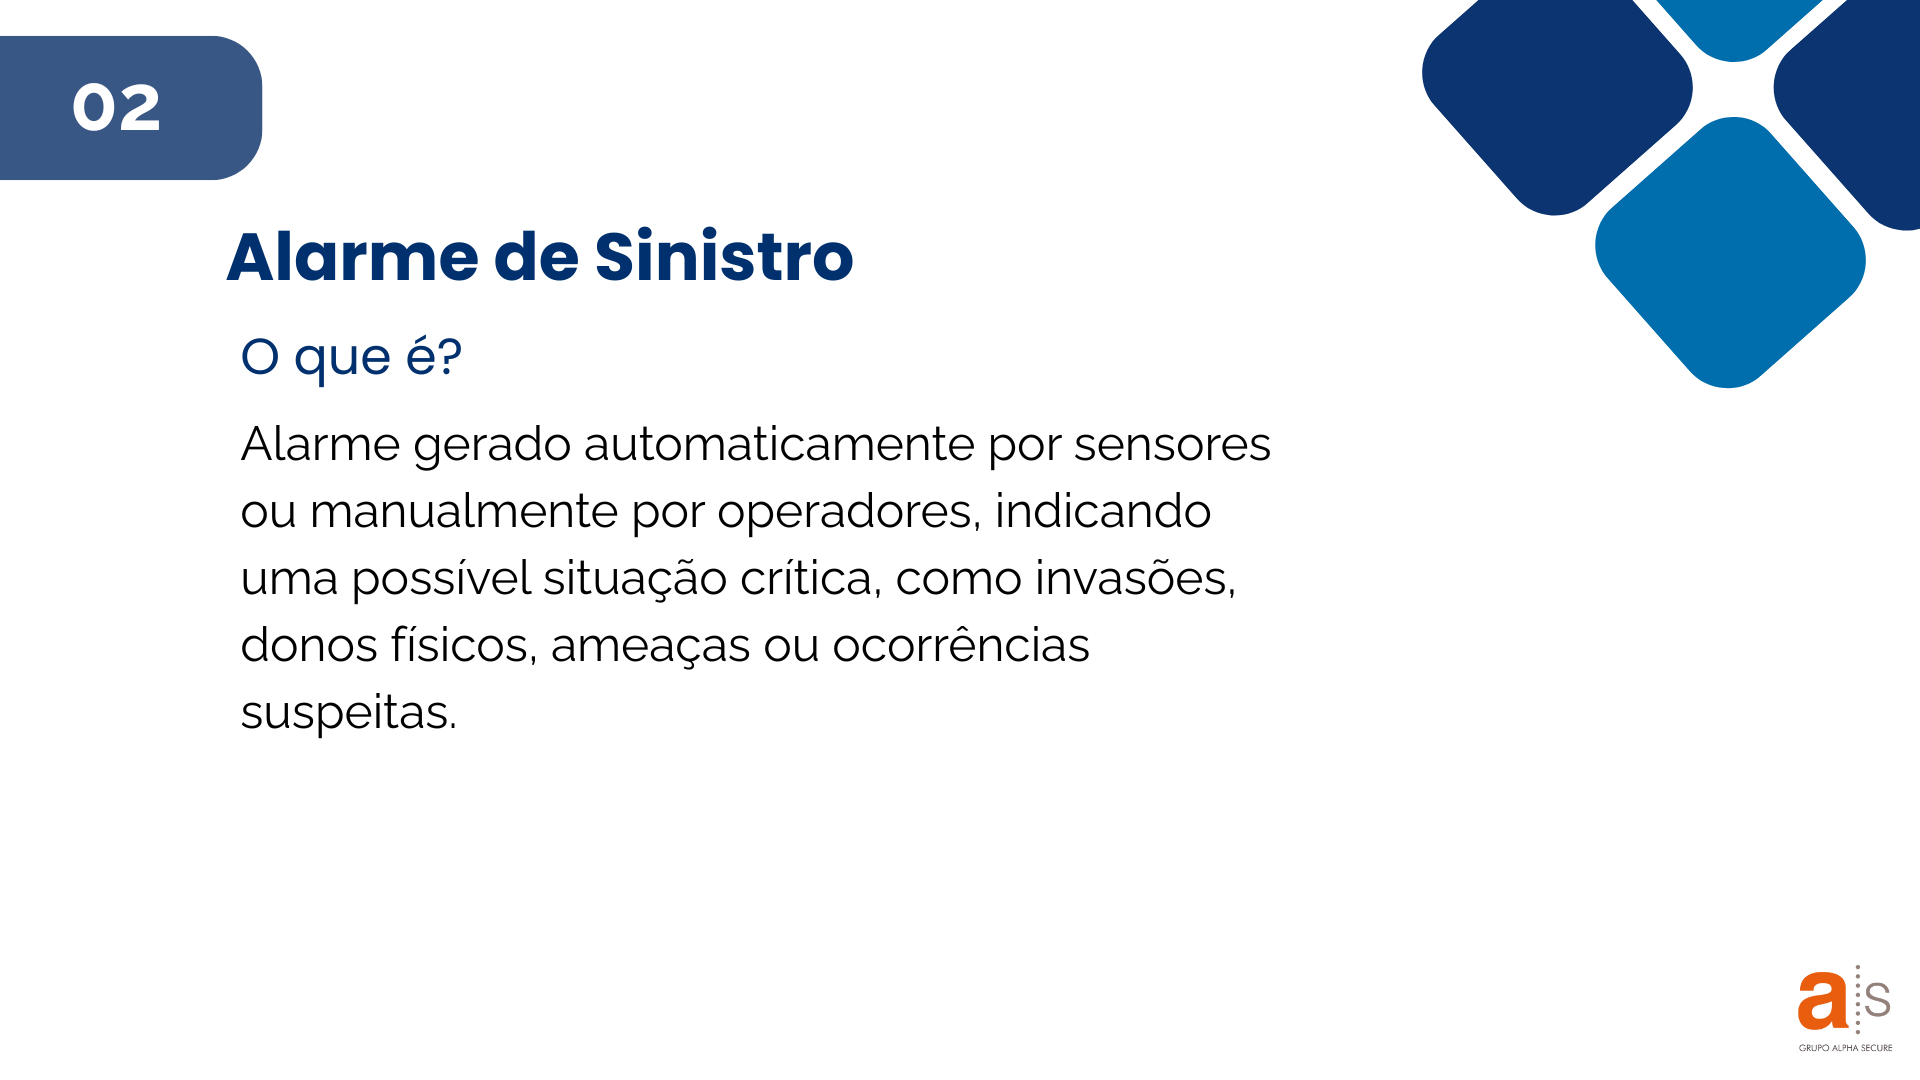 02
Alarme de Sinistro
O que é?
Alarme gerado automaticamente por sensores
ou manualmente por operadores, indicando
uma possível situação crítica, como invasões,
donos físicos, ameaças ou ocorrências
suspeitas.
a s
GRUPO ALPHA SECURE